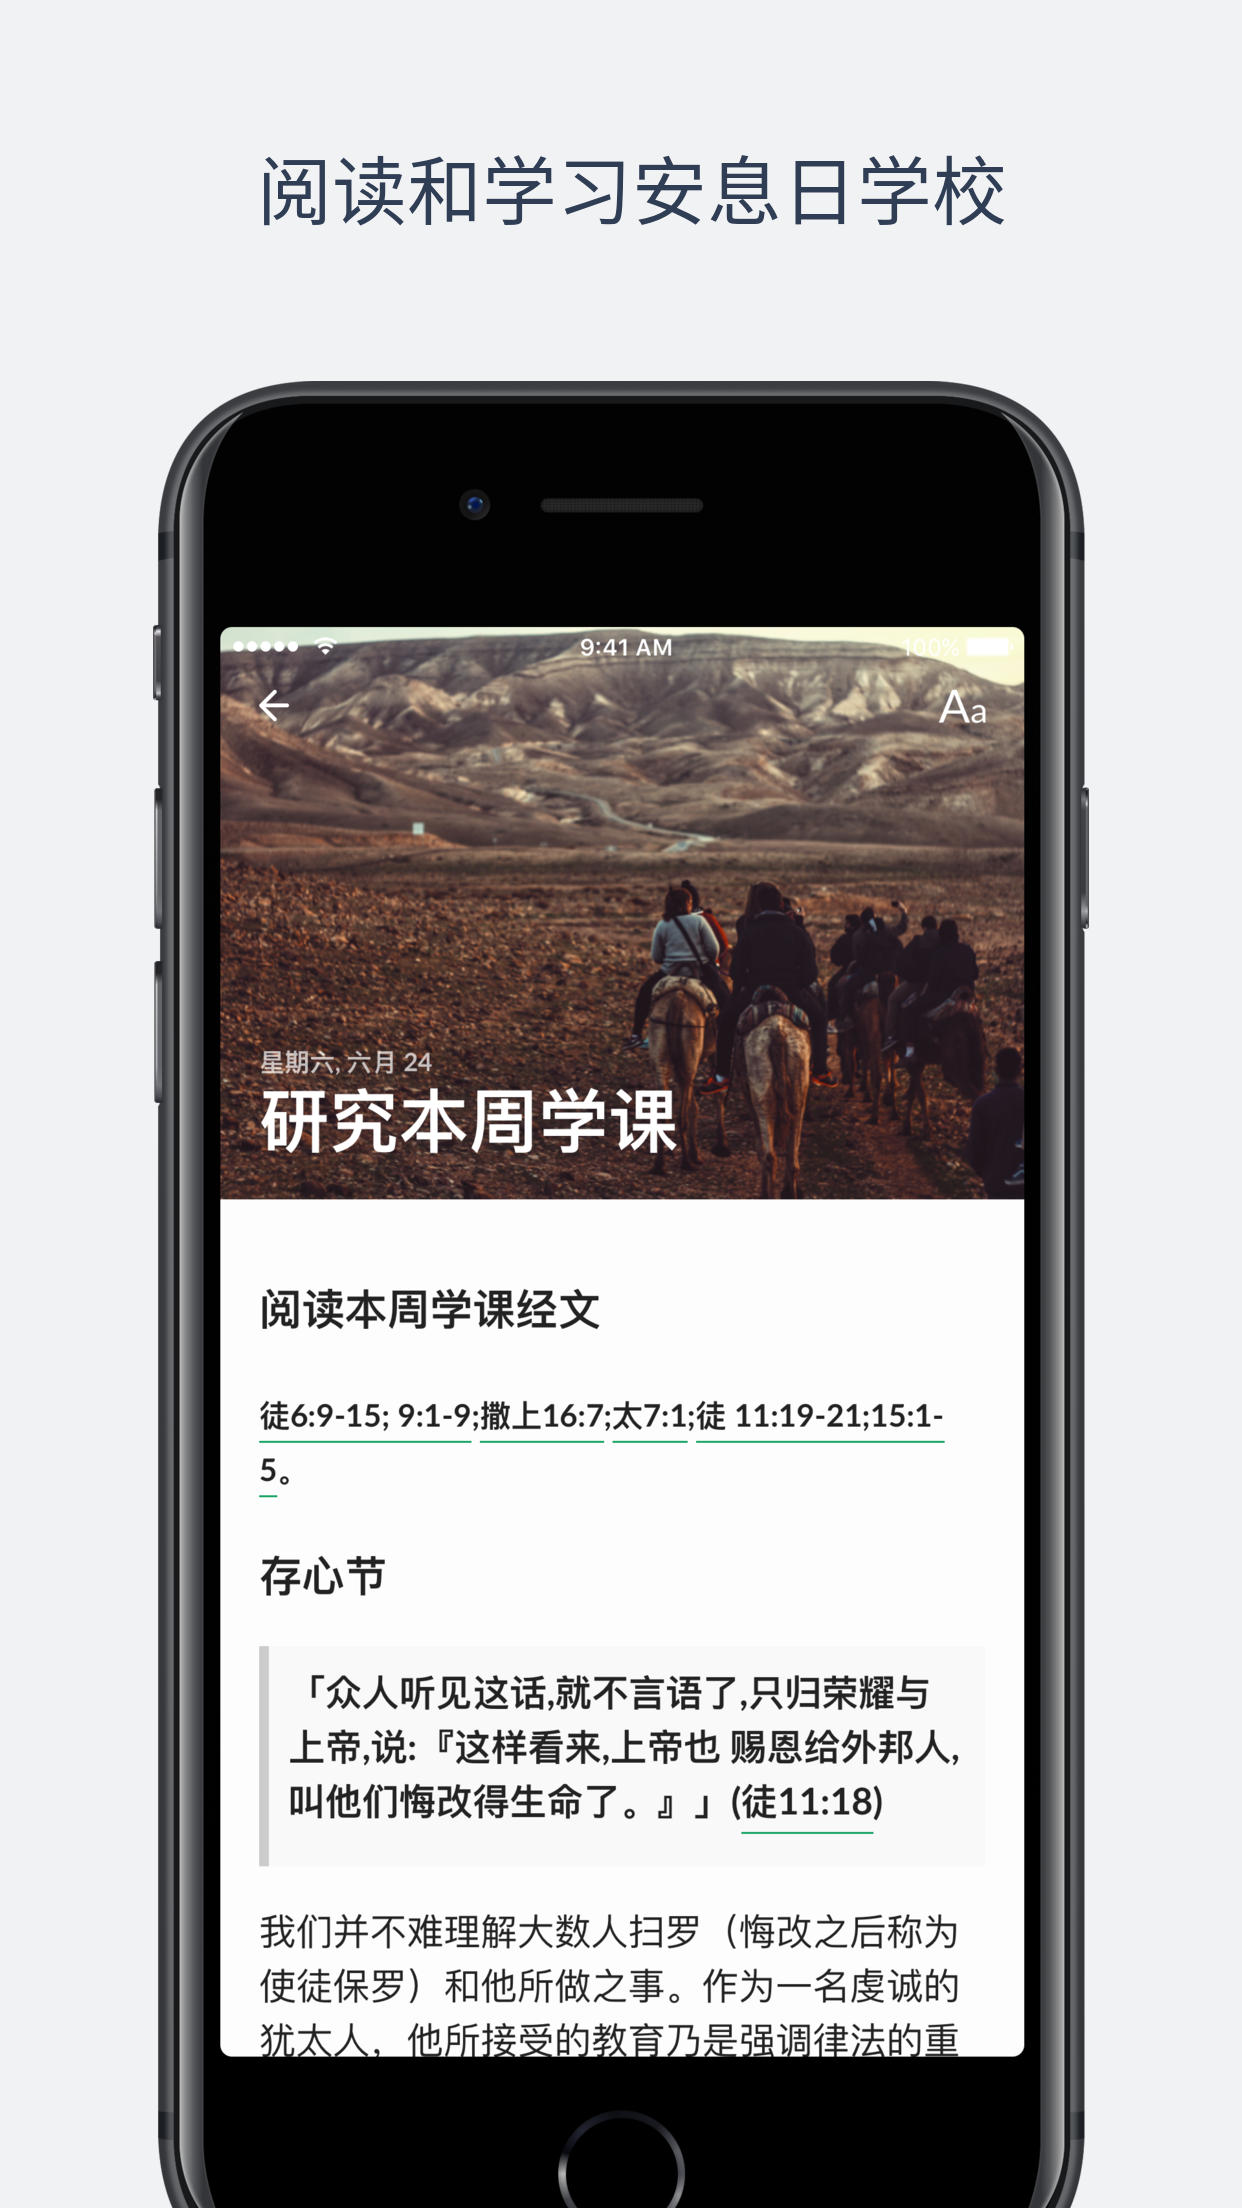 阅读和学习安息日学校
9:41 AM
100%
Aa
星期六, 六月 24
研究本周学课
阅读本周学课经文
徒6:9-15; 9:1-9;撒上16:7;太7:1;徒 11:19-21;15:1-
5。
存心节
「众人听见这话,就不言语了,只归荣耀与
上帝,说:『这样看来,上帝也 赐恩给外邦人,
叫他们悔改得生命了。』」(徒11:18)
我们并不难理解大数人扫罗（悔改之后称为
使徒保罗）和他所做之事。作为一名虔诚的
犹太人，他所接受的教育乃是强调律法的重